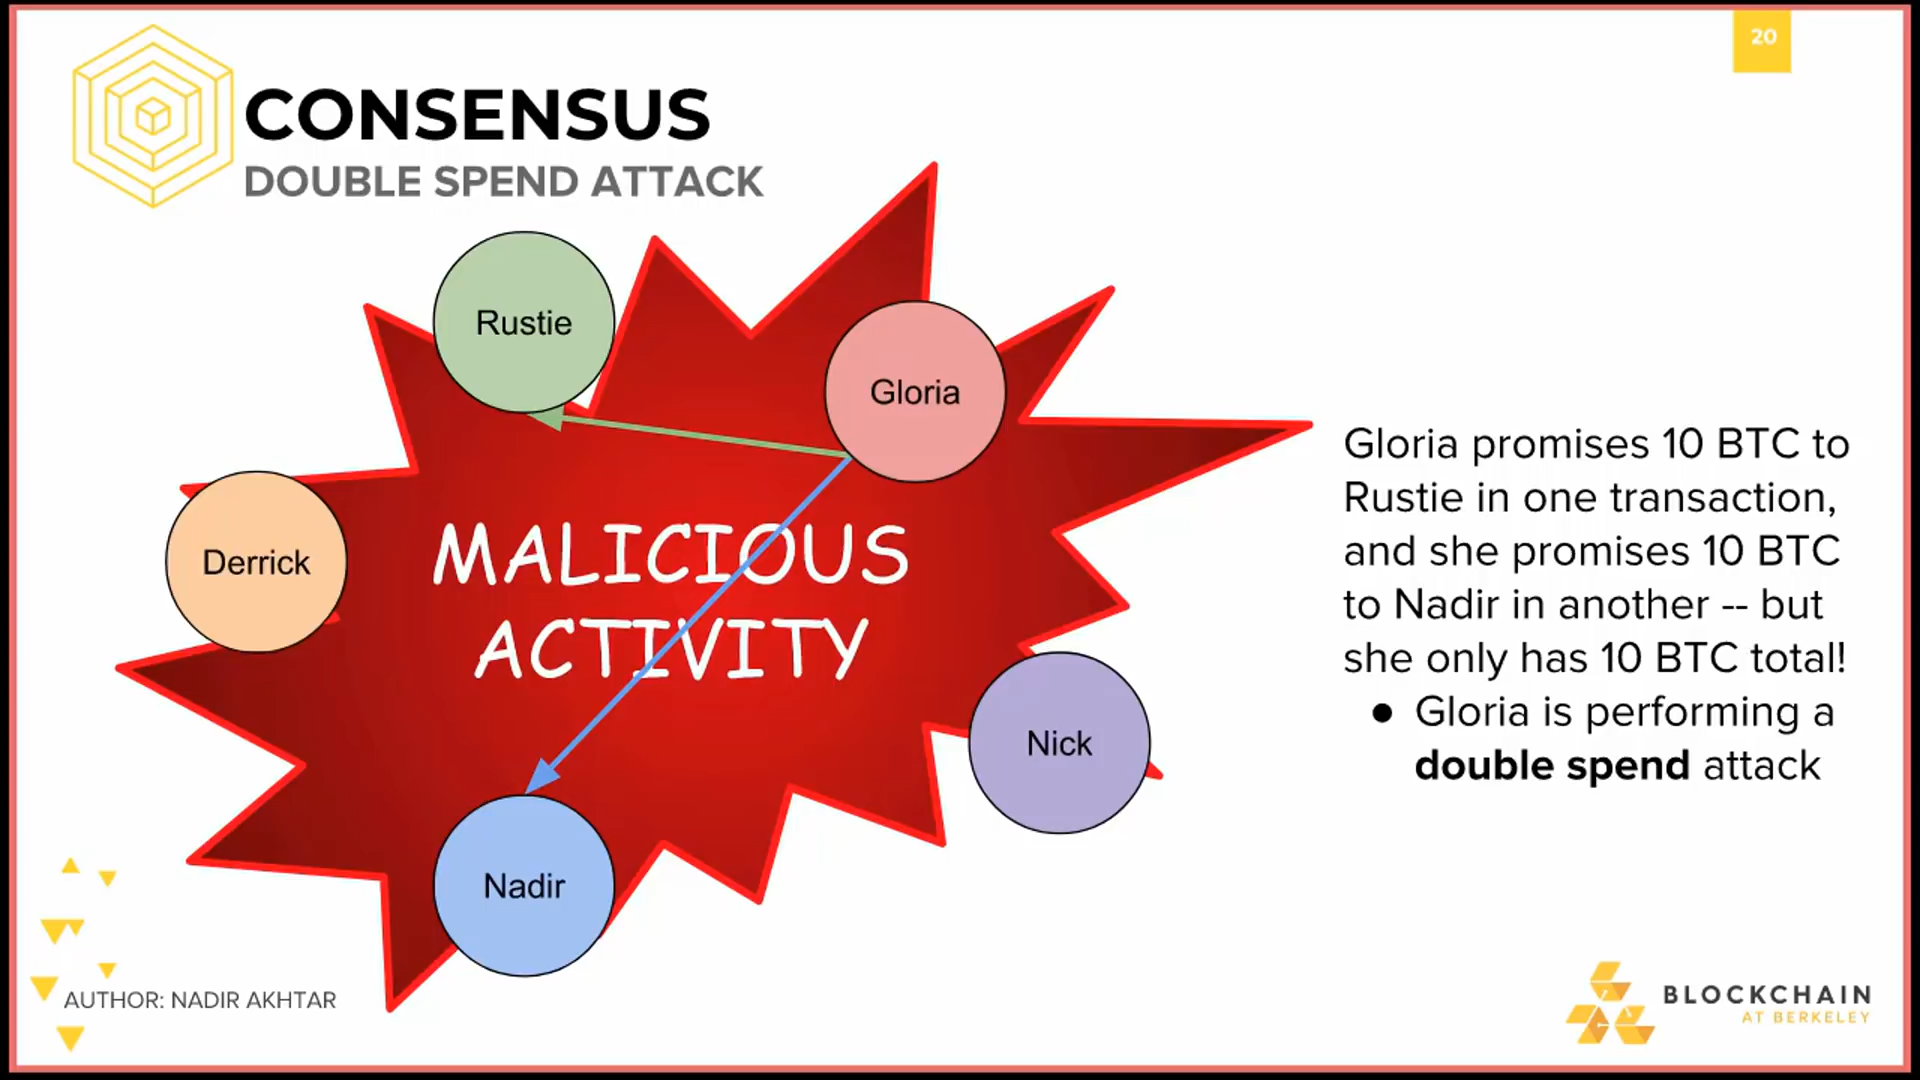 20
CONSENSUS
DOUBLE SPEND ATTACK
Rustie
Gloria
Derrick
MALICIOUS
ACTIVITY
Nick
Nadir
Gloria promises 10 BTC to
Rustie in one transaction,
and she promises 10 BTC
to Nadir in another -- but
she only has 10 BTC total!
● Gloria is performing a
double spend attack
AUTHOR: NADIR AKHTAR
BLOCKCHAIN
AT BERKELEY